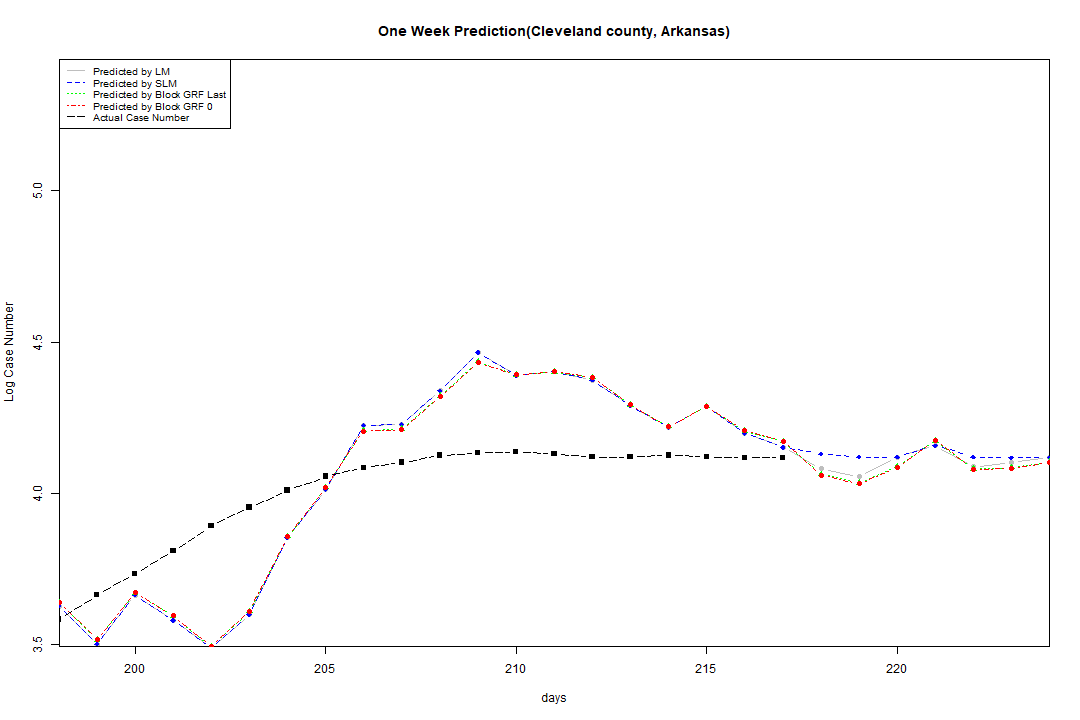 One Week Prediction(Cleveland county, Arkansas)
Predicted by LM
Predicted by SLM
Predicted by Block GRF Last
Predicted by Block GRF 0
Actual Case Number
5.0
4.5
4.0
3.5
Log Case Number
200
205
210
215
220
days